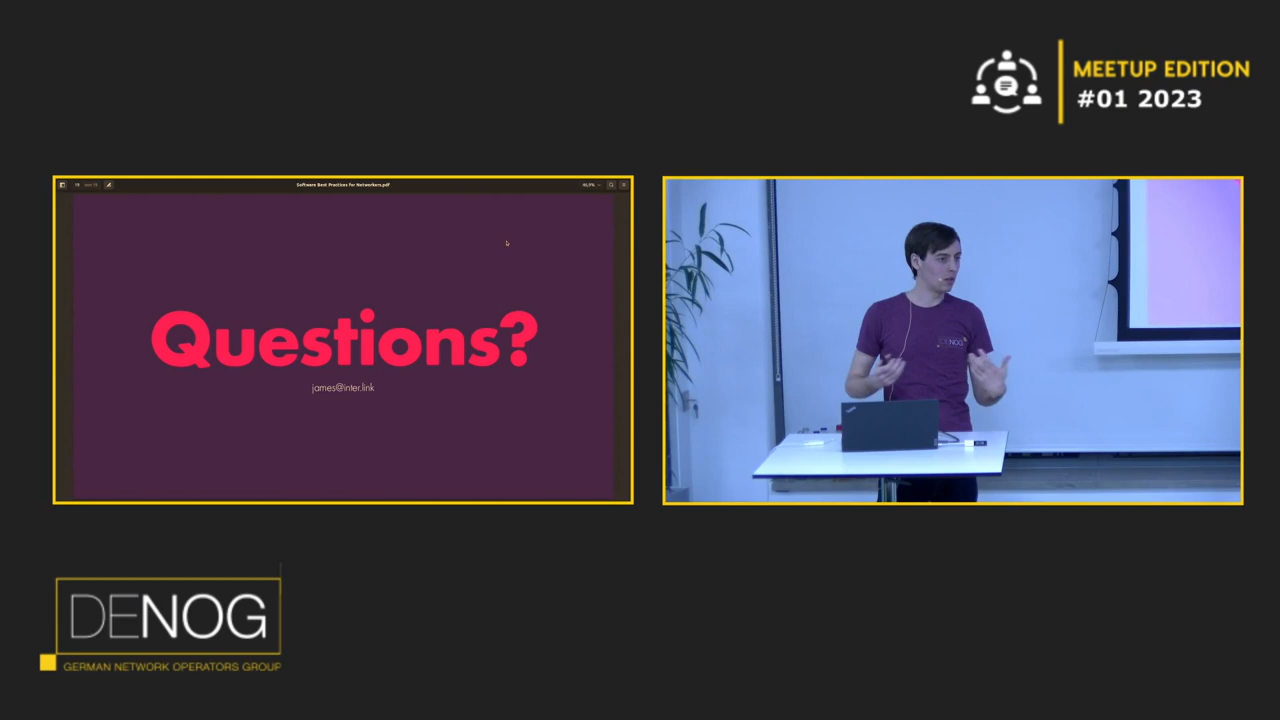 MEETUP EDITION
#01 2023
Software Best Practices for Networkers.pdf
Questions?
james@inter.link
DENOG
DENOG
GERMAN NETWORK OPERATORS GROUP